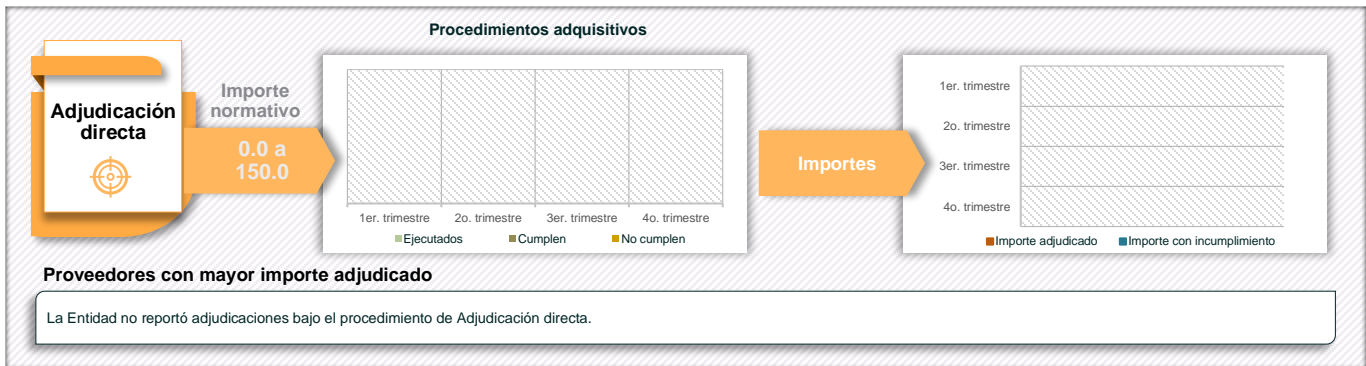 Procedimientos adquisitivos
Adjudicación
directa
Importe
normativo
0.0 a
150.0
1er. trimestre 2o. trimestre 3er. trimestre 4o. trimestre
Ejecutados Cumplen No cumplen
Importes
1er. trimestre
2o. trimestre
3er. trimestre
4o. trimestre
Importe adjudicado Importe con incumplimiento
Proveedores con mayor importe adjudicado
La Entidad no reportó adjudicaciones bajo el procedimiento de Adjudicación directa.